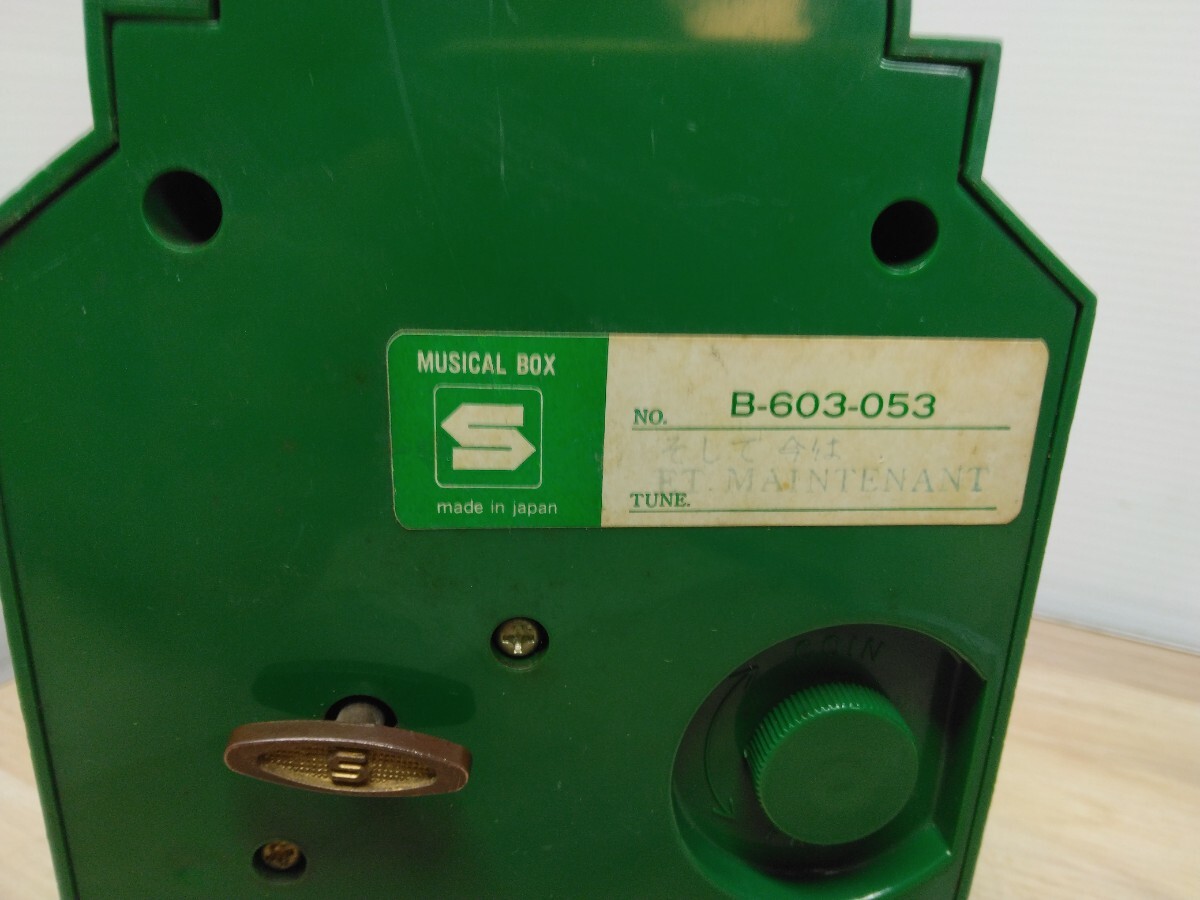 MUSICAL BOX
S
made in japan
NO. B-603-053
そして 今は
TUNE. ET. MAINTENANT
COIN
S